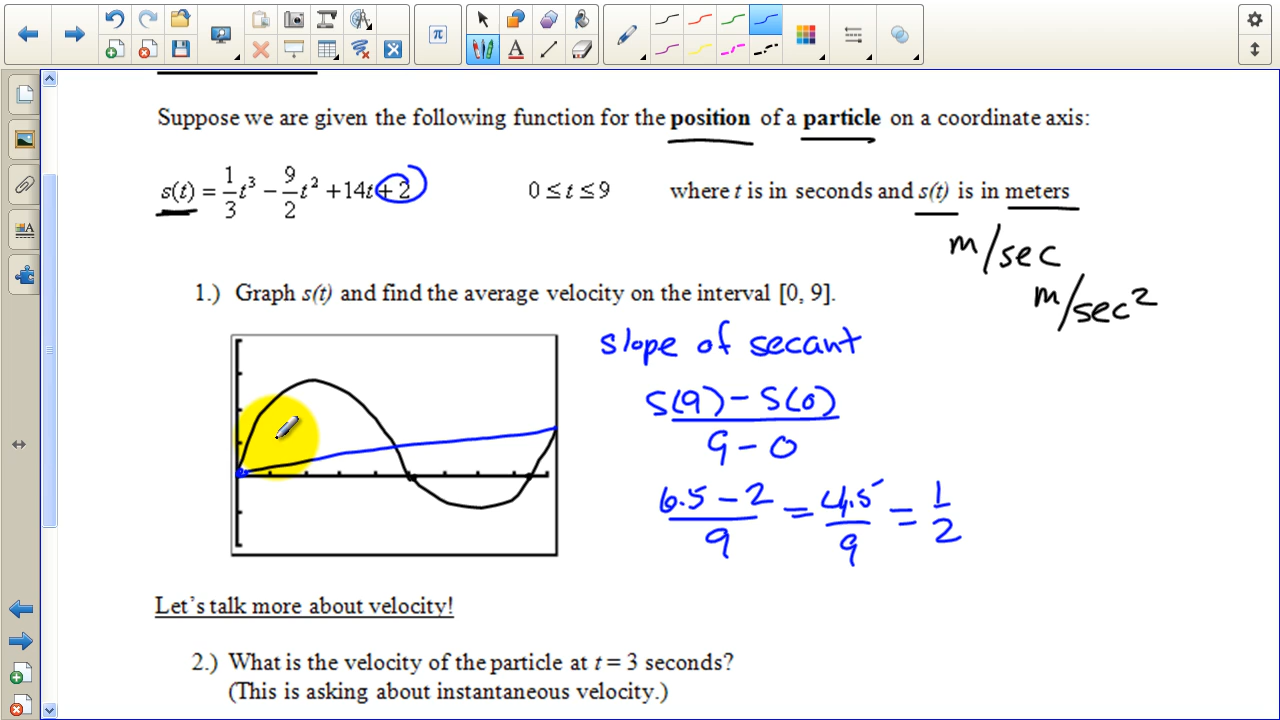 Suppose we are given the following function for the position of a particle on a coordinate axis:
s(t) = 1/3 t³ − 9/2 t² + 14t + 2    0 ≤ t ≤ 9    where t is in seconds and s(t) is in meters
m/sec
m/sec²
1.) Graph s(t) and find the average velocity on the interval [0, 9].
slope of secant
s(9) − s(0)
9 − 0
6.5 − 2 / 9 = 4.5 / 9 = 1/2
Let's talk more about velocity!
2.) What is the velocity of the particle at t = 3 seconds?
(This is asking about instantaneous velocity.)